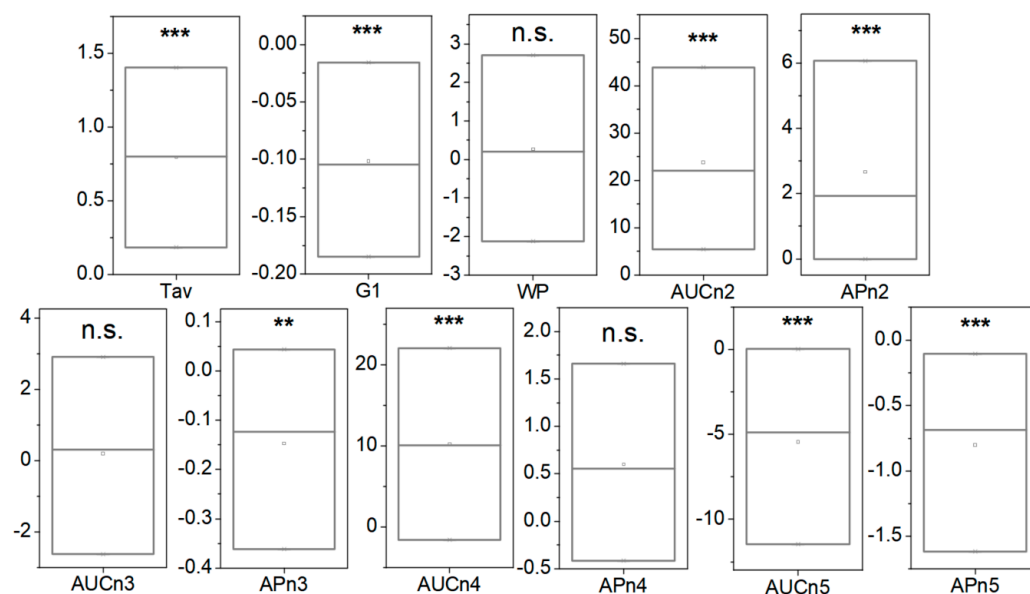 *** *** n.s. *** ***
1.5 0.00 3 50 6
1.0 -0.05 2 40 4
0.5 -0.10 1 30 2
0.0 -0.15 0 20 0
-0.20 -1 10
-2 0
-3
Tav G1 WP AUCn2 APn2
n.s. ** *** n.s. *** ***
4 0.1 20 2.0 0 0.0
2 0.0 10 1.5 -5 -0.5
0 -0.1 0 1.0 -10 -1.0
-2 -0.2 0.5 -1.5
-0.3 0.0
-0.4 -0.5
AUCn3 APn3 AUCn4 APn4 AUCn5 APn5